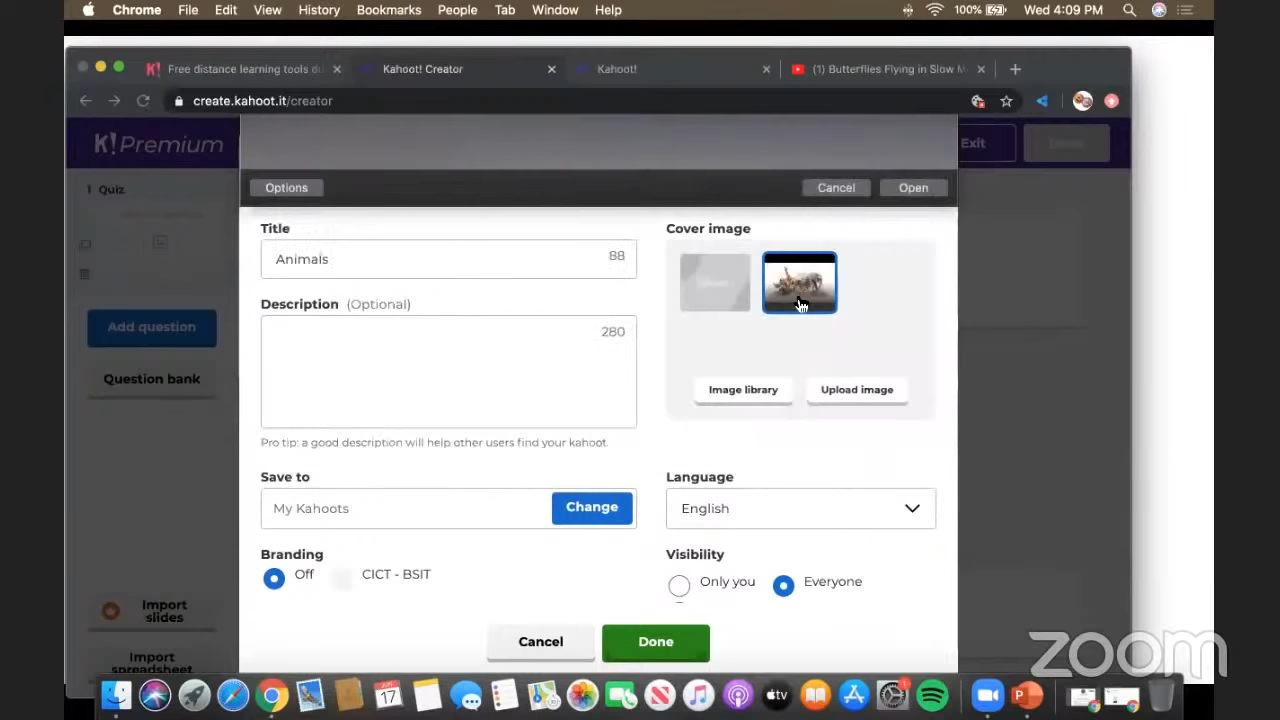 Chrome File Edit View History Bookmarks People Tab Window Help 100% Wed 4:09 PM
Free distance learning tools Kahoot! Creator Kahoot! (1) Butterflies Flying in Slow
create.kahoot.it/creator
K! Premium Exit
Quiz
Options Cancel Open
Title
Animals 88
Cover image
Description (Optional)
280
Add question
Question bank
Image library Upload image
Pro tip: a good description will help other users find your kahoot.
Save to
My Kahoots Change
Language
English
Branding
Off CICT - BSIT
Visibility
Only you Everyone
Import
slides
Import
spreadsheet
Cancel Done
zoom
JUN
17
tv
1